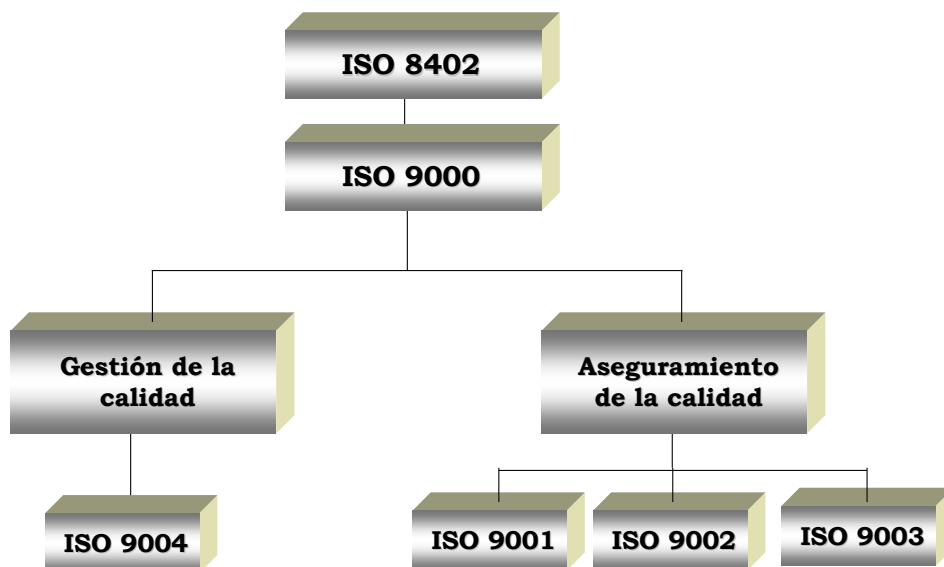 ISO 8402
ISO 9000
Gestión de la
calidad
Aseguramiento
de la calidad
ISO 9004
ISO 9001
ISO 9002
ISO 9003